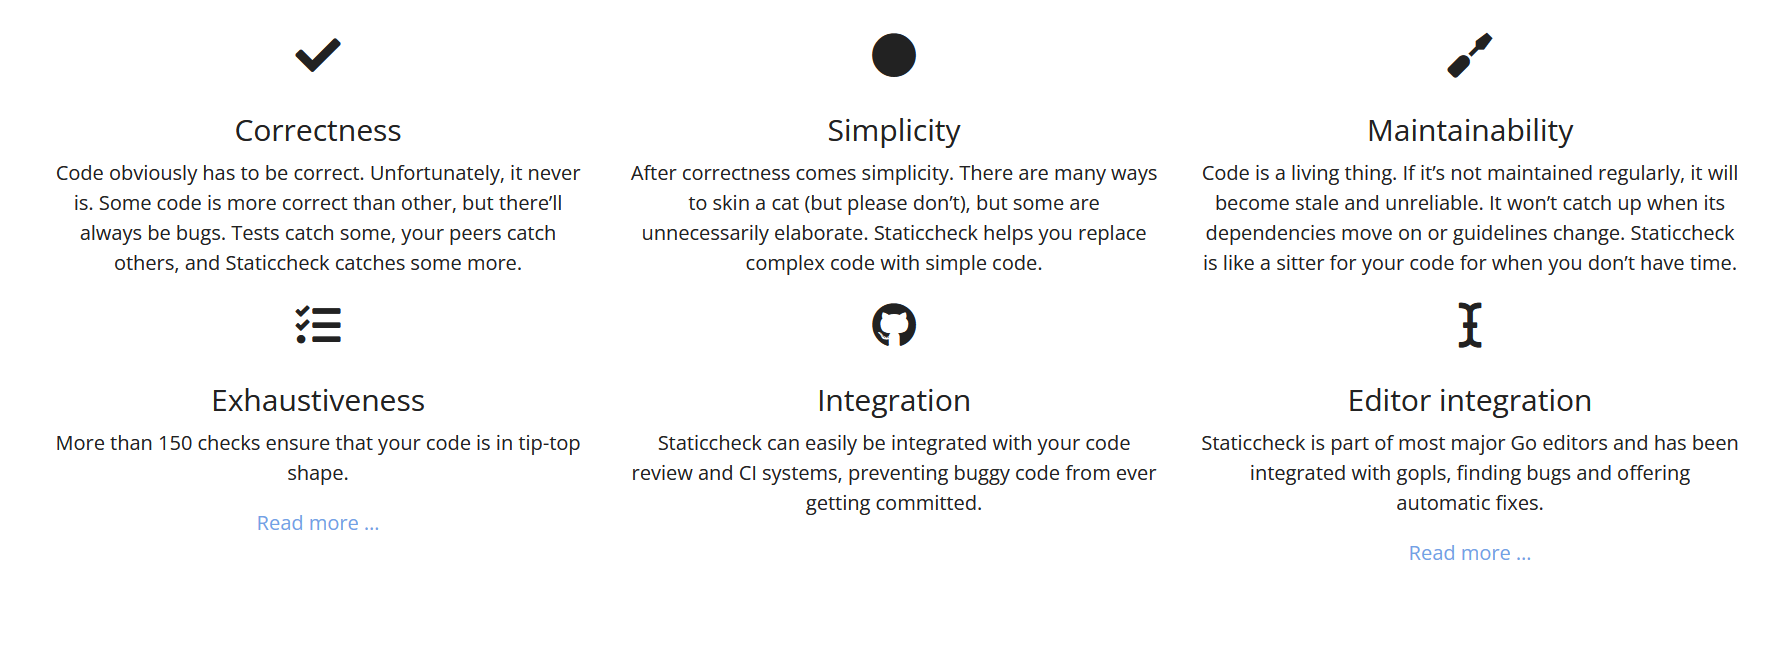 Correctness
Code obviously has to be correct. Unfortunately, it never
is. Some code is more correct than other, but there’ll
always be bugs. Tests catch some, your peers catch
others, and Staticcheck catches some more.
Simplicity
After correctness comes simplicity. There are many ways
to skin a cat (but please don’t), but some are
unnecessarily elaborate. Staticcheck helps you replace
complex code with simple code.
Maintainability
Code is a living thing. If it’s not maintained regularly, it will
become stale and unreliable. It won’t catch up when its
dependencies move on or guidelines change. Staticcheck
is like a sitter for your code for when you don’t have time.
Exhaustiveness
More than 150 checks ensure that your code is in tip-top
shape.
Read more ...
Integration
Staticcheck can easily be integrated with your code
review and CI systems, preventing buggy code from ever
getting committed.
Editor integration
Staticcheck is part of most major Go editors and has been
integrated with gopls, finding bugs and offering
automatic fixes.
Read more ...